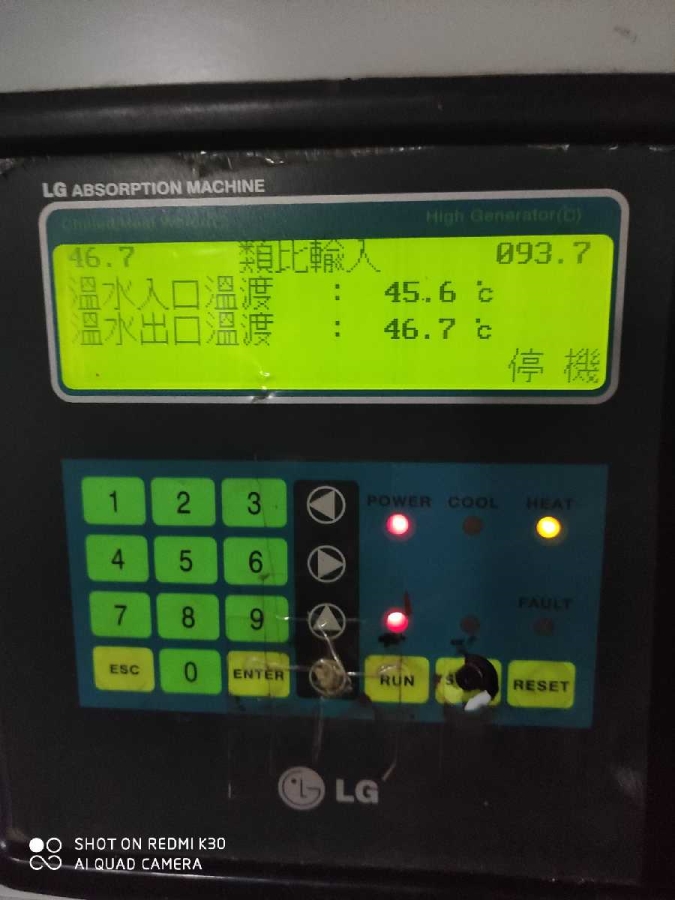 LG ABSORPTION MACHINE
High Generator(℃)
46.7 類比輸入 093.7
溫水入口溫渡 : 45.6 ℃
溫水出口溫渡 : 46.7 ℃
停 機
1 2 3 POWER COOL HEAT
4 5 6
7 8 9 FAULT
ESC 0 ENTER RUN RESET
LG
SHOT ON REDMI K30
AI QUAD CAMERA